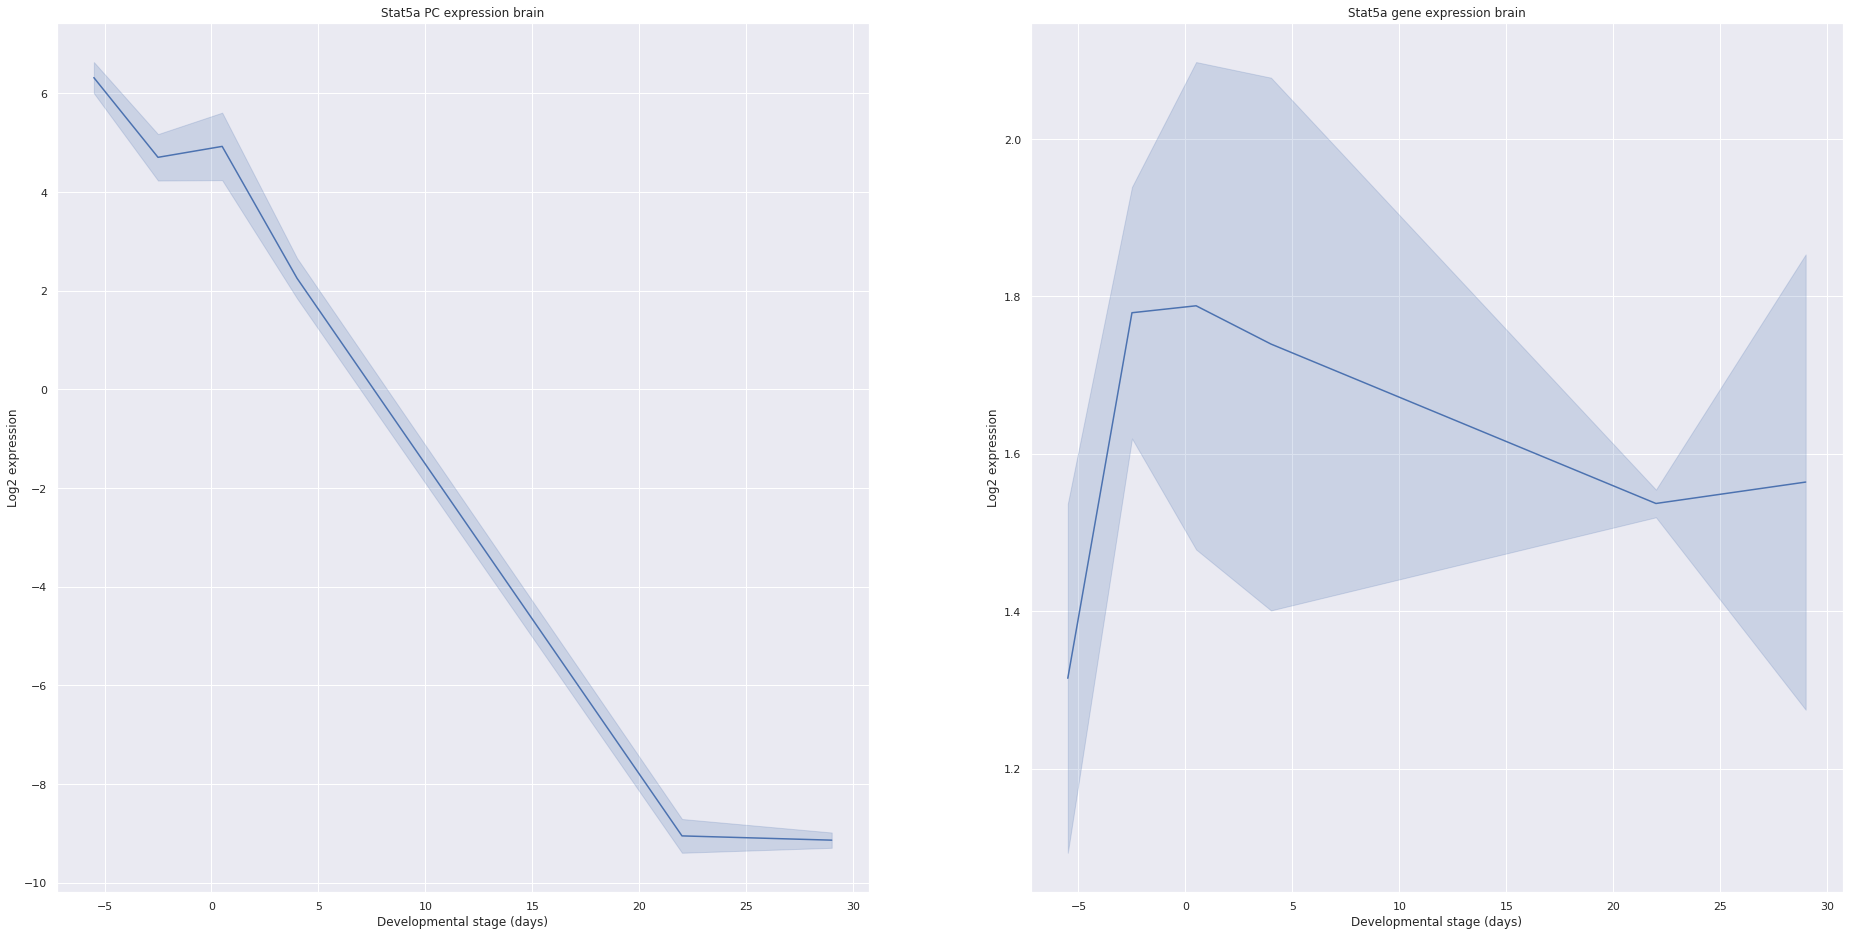 Stat5a PC expression brain
Log2 expression
6
4
2
0
−2
−4
−6
−8
−10
−5 0 5 10 15 20 25 30
Developmental stage (days)
Stat5a gene expression brain
Log2 expression
2.0
1.8
1.6
1.4
1.2
−5 0 5 10 15 20 25 30
Developmental stage (days)